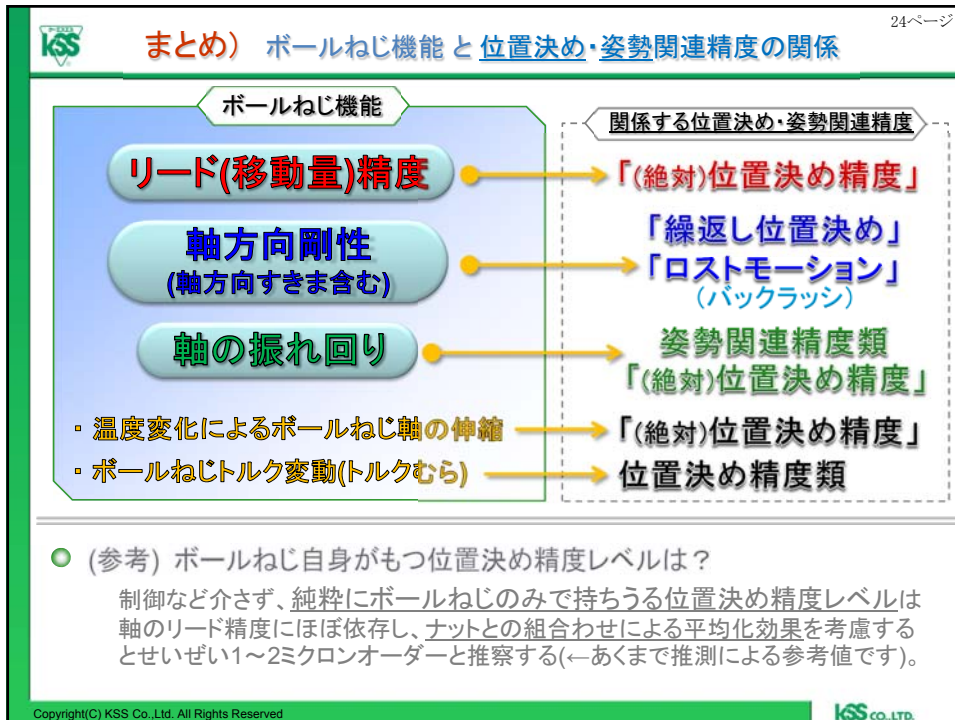 24ページ
KSS
まとめ) ボールねじ機能 と 位置決め・姿勢関連精度の関係
ボールねじ機能
関係する位置決め・姿勢関連精度
リード(移動量)精度
「(絶対)位置決め精度」
軸方向剛性
(軸方向すきま含む)
「繰返し位置決め」
「ロストモーション」
(バックラッシ)
軸の振れ回り
姿勢関連精度類
「(絶対)位置決め精度」
・ 温度変化によるボールねじ軸の伸縮
「(絶対)位置決め精度」
・ ボールねじトルク変動(トルクむら)
位置決め精度類
(参考) ボールねじ自身がもつ位置決め精度レベルは？
制御など介さず、純粋にボールねじのみで持ちうる位置決め精度レベルは
軸のリード精度にほぼ依存し、ナットとの組合わせによる平均化効果を考慮する
とせいぜい1～2ミクロンオーダーと推察する(←あくまで推測による参考値です)。
Copyright(C) KSS Co.,Ltd. All Rights Reserved
KSS CO.,LTD.